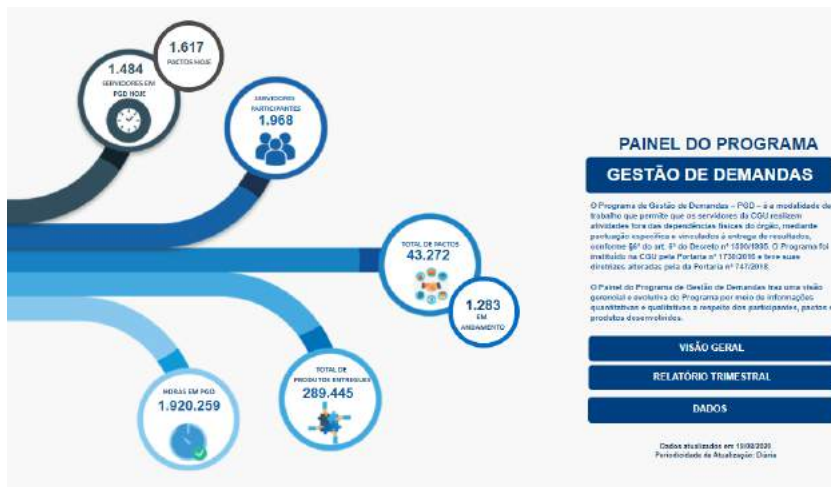 1.617
PACTOS HOJE
1.484
SERVIDORES EM
PGD HOJE
SERVIDORES
PARTICIPANTES
1.968
TOTAL DE PACTOS
43.272
1.283
EM
ANDAMENTO
TOTAL DE
PRODUTOS ENTREGUES
289.445
HORAS EM PGD
1.920.259
PAINEL DO PROGRAMA
GESTÃO DE DEMANDAS
O Programa de Gestão de Demandas – PGD – é a modalidade de
trabalho que permite que os servidores da CGU realizem
atividades fora das dependências físicas do órgão, mediante
pactuação específica e vinculados à entrega de resultados,
conforme §6º do art. 6º do Decreto nº 1590/1995. O Programa foi
instituído na CGU pela Portaria nº 1730/2015 e teve suas
diretrizes alteradas pela da Portaria nº 747/2018.
O Painel do Programa de Gestão de Demandas traz uma visão
gerencial e evolutiva do Programa por meio de informações
quantitativas e qualitativas a respeito dos participantes, pactos e
produtos desenvolvidos.
VISÃO GERAL
RELATÓRIO TRIMESTRAL
DADOS
Dados atualizados em
Periodicidade de Atualização: Diária